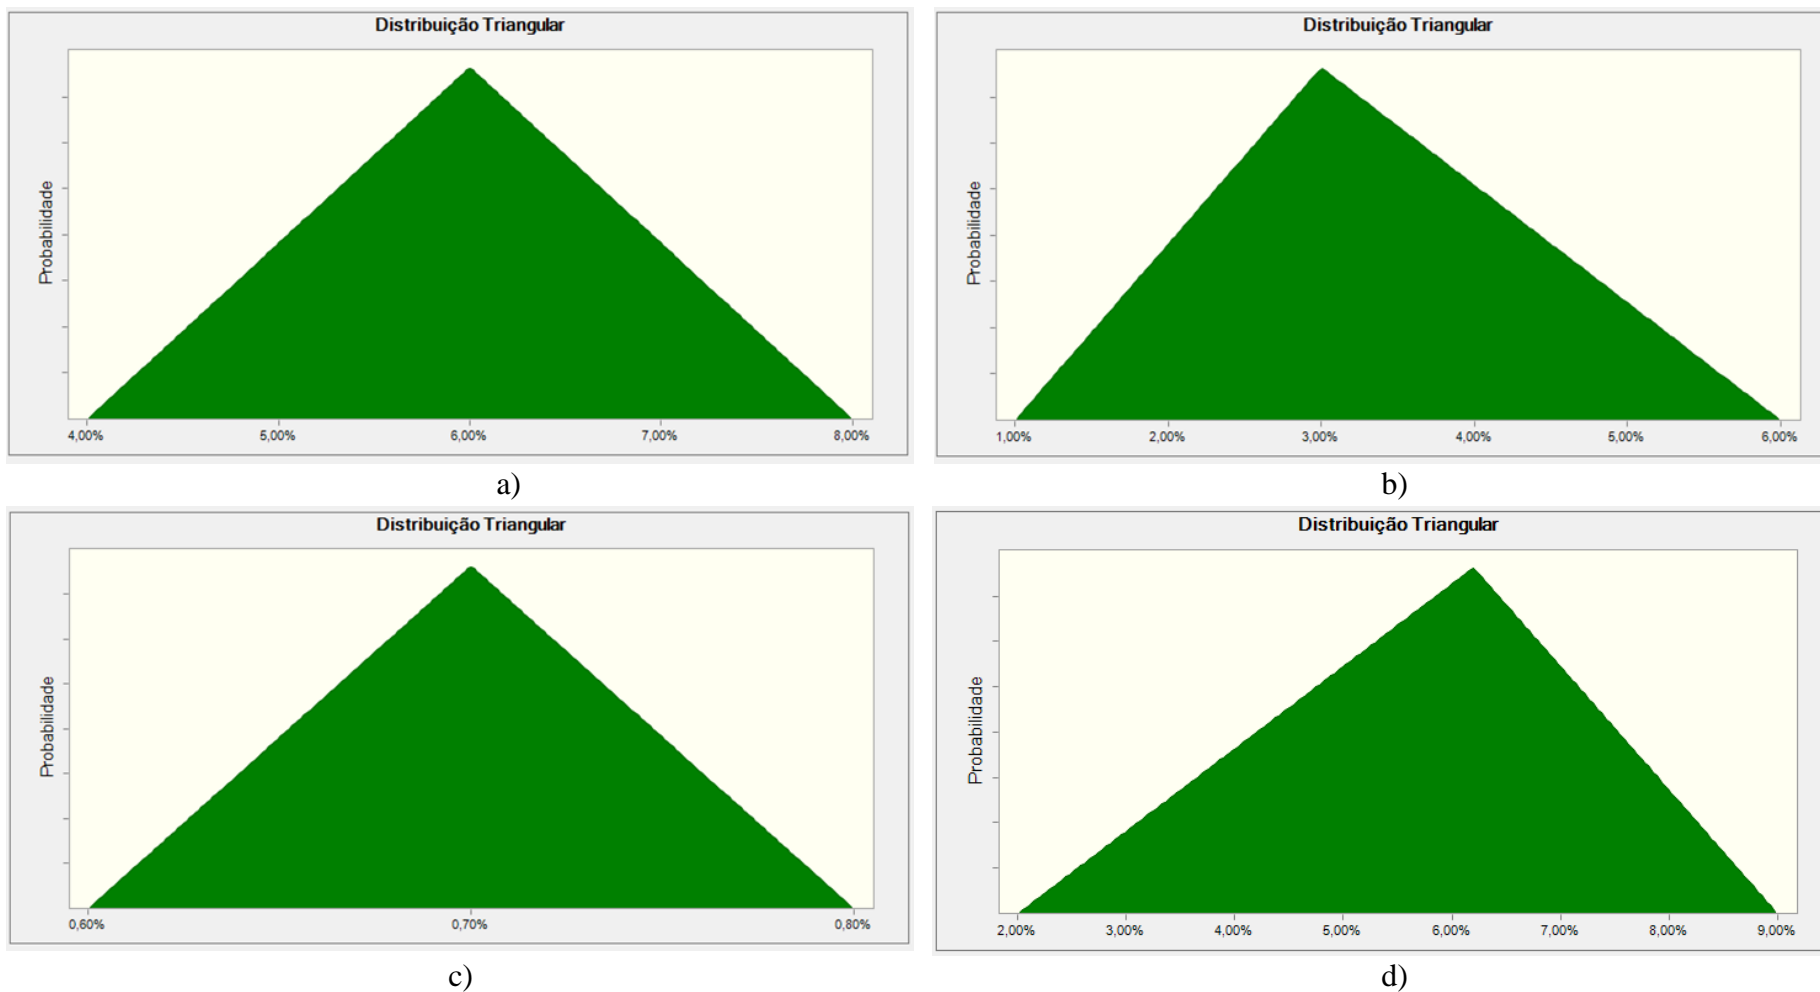 Distribuição Triangular
Probabilidade
4,00% 5,00% 6,00% 7,00% 8,00%
a)
Distribuição Triangular
Probabilidade
1,00% 2,00% 3,00% 4,00% 5,00% 6,00%
b)
Distribuição Triangular
Probabilidade
0,60% 0,70% 0,80%
c)
Distribuição Triangular
Probabilidade
2,00% 3,00% 4,00% 5,00% 6,00% 7,00% 8,00% 9,00%
d)